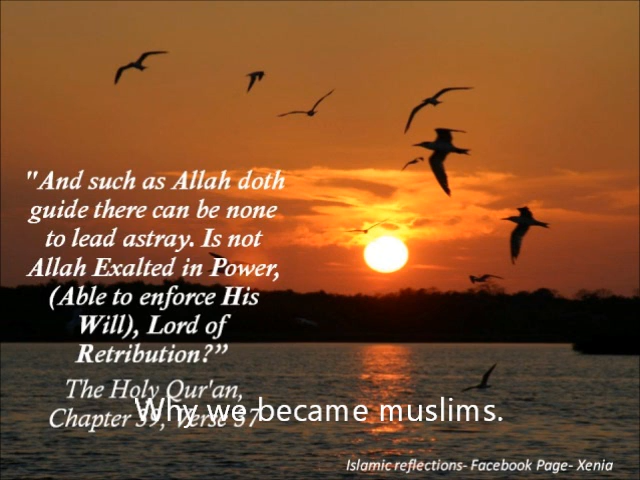 "And such as Allah doth
guide there can be none
to lead astray. Is not
Allah Exalted in Power,
(Able to enforce His
Will), Lord of
Retribution?”
The Holy Qur'an,
Chapter 39, Verse 37
Why we became muslims.
Islamic reflections- Facebook Page- Xenia